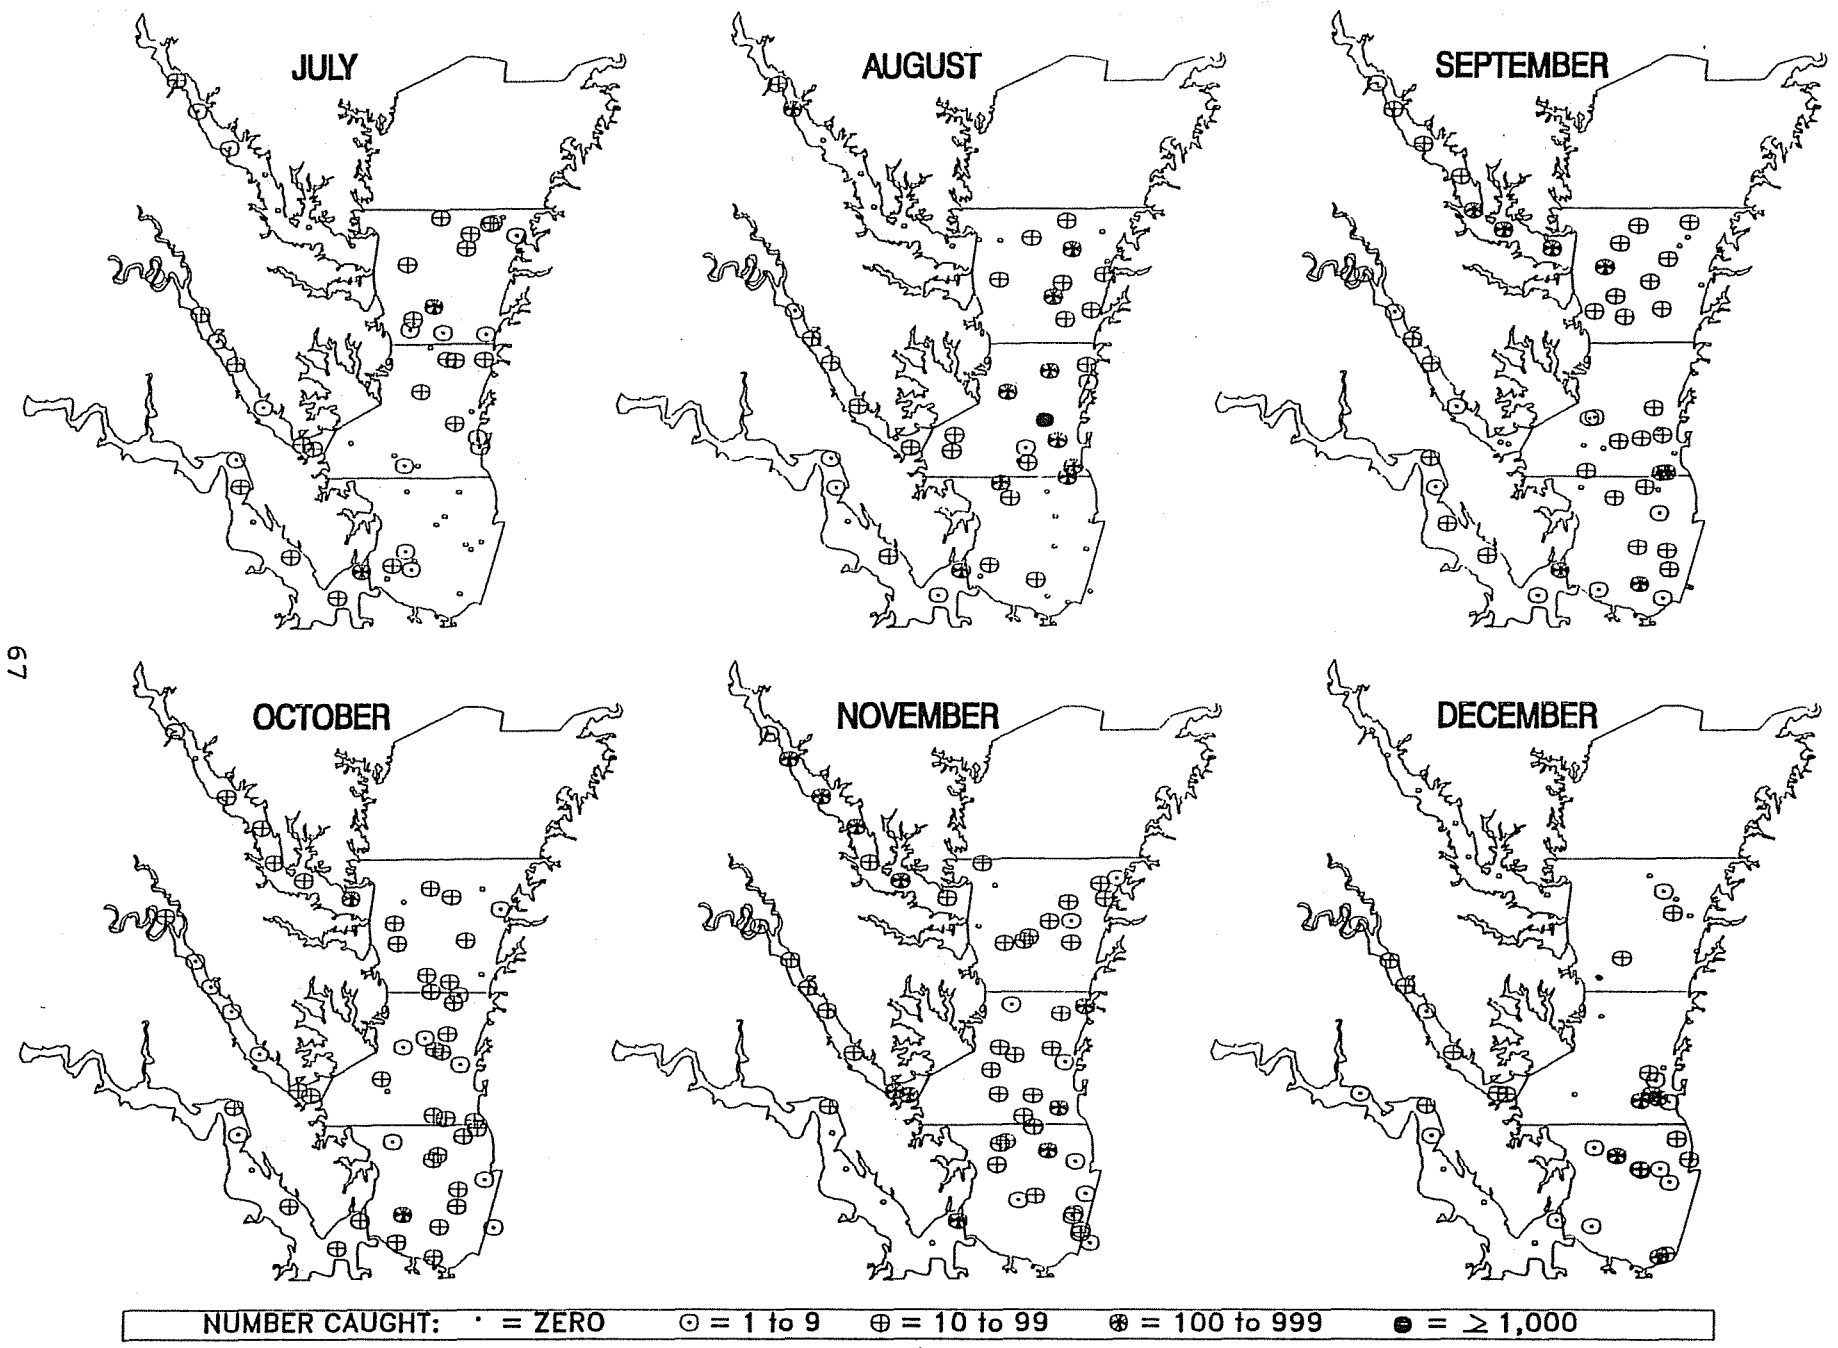 JULY
AUGUST
SEPTEMBER
67
OCTOBER
NOVEMBER
DECEMBER
NUMBER CAUGHT: · = ZERO ⊙ = 1 to 9 ⊕ = 10 to 99 ⊛ = 100 to 999 ● = ≥ 1,000